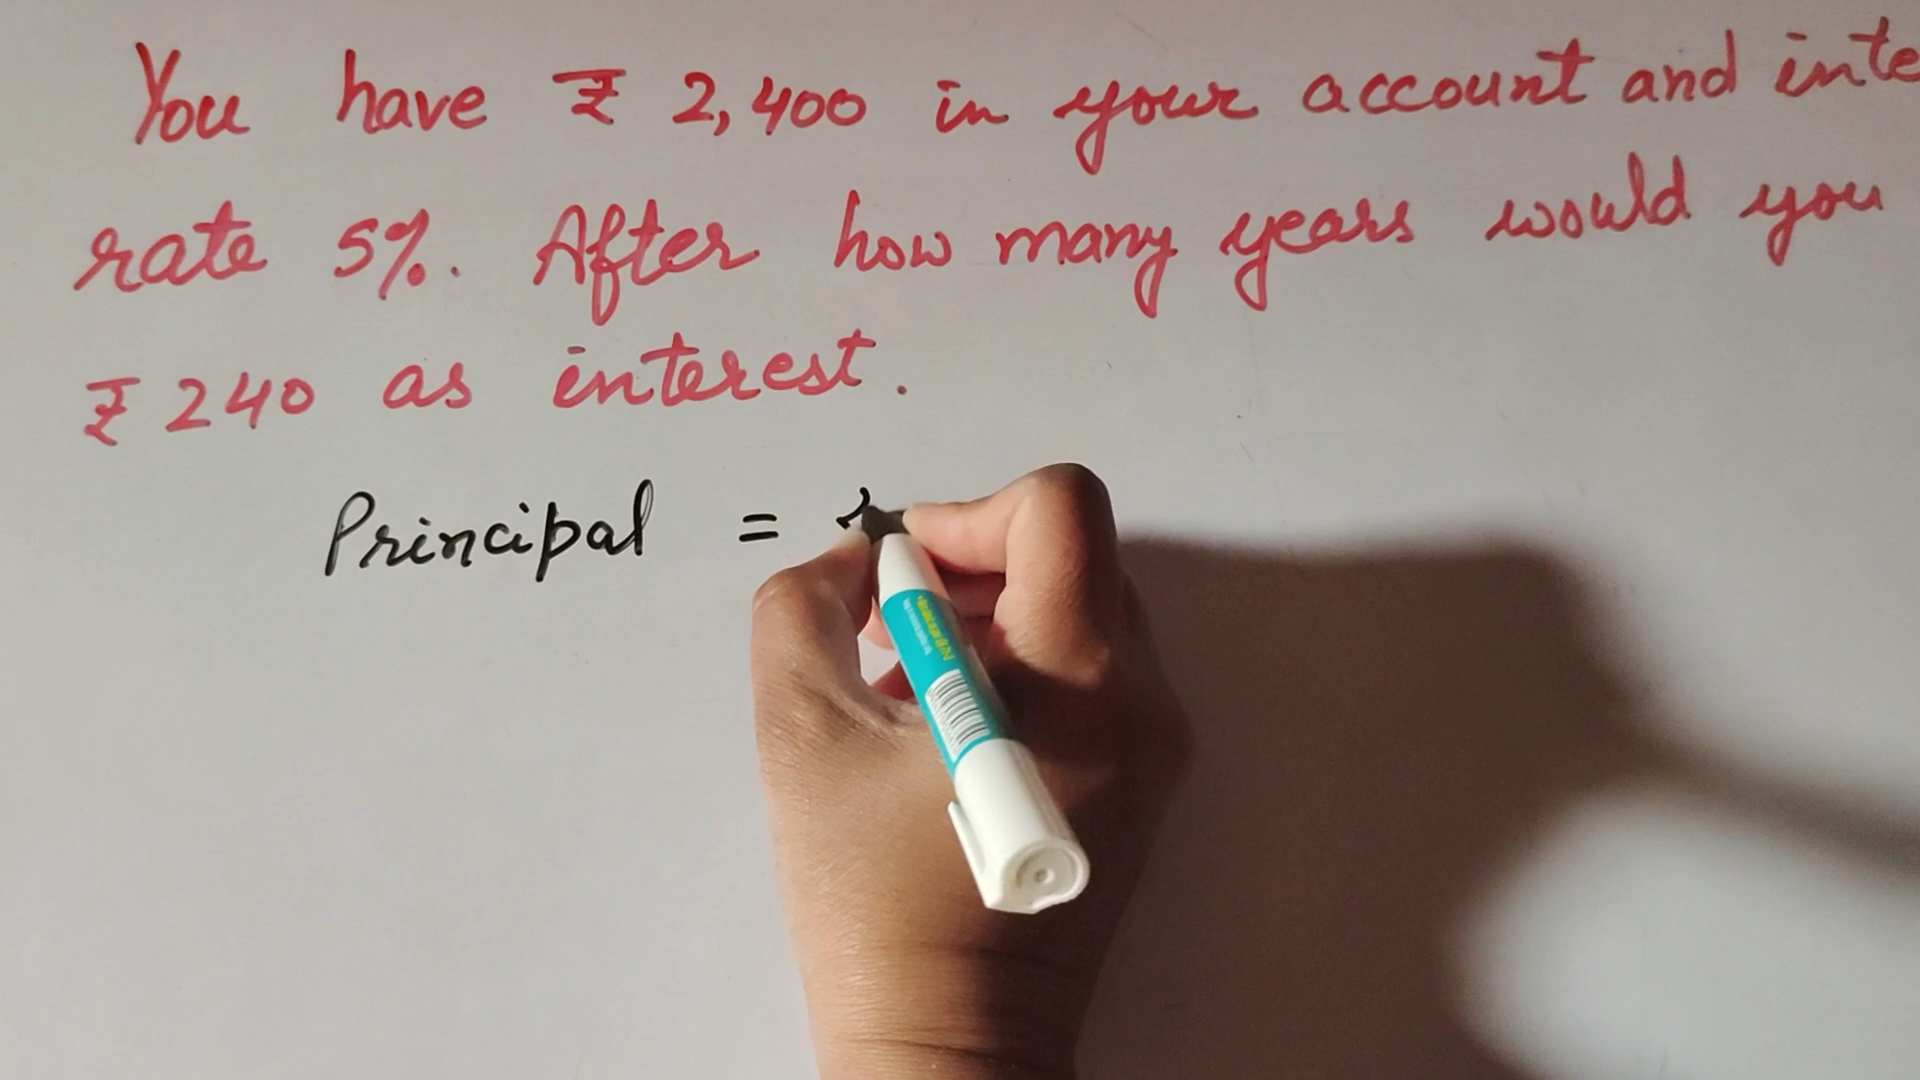 You have ₹ 2,400 in your account and inte
rate 5%. After how many years would you
₹ 240 as interest.
Principal =